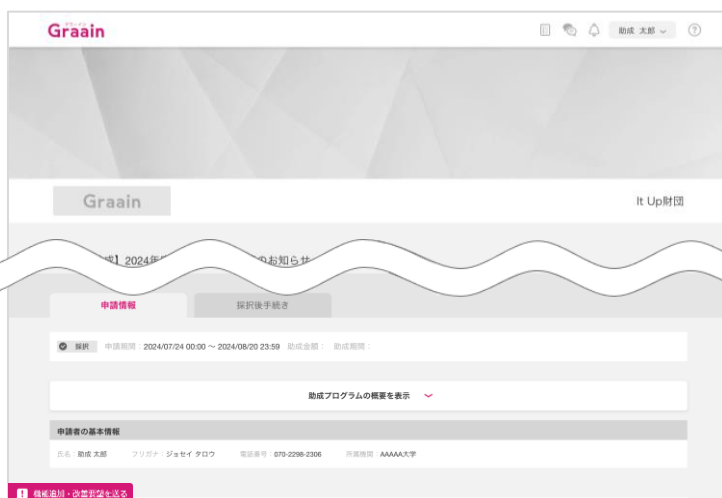 グラーイン
Graain
助成 太郎
Graain
It Up財団
成】2024年 のお知らせ
申請情報 採択後手続き
採択 申請期間：2024/07/24 00:00 〜 2024/08/20 23:59 助成金額： 助成期間：
助成プログラムの概要を表示
申請者の基本情報
氏名：助成 太郎 フリガナ：ジョセイ タロウ 電話番号：070-2298-2306 所属機関：AAAAA大学
機能追加・改善要望を送る